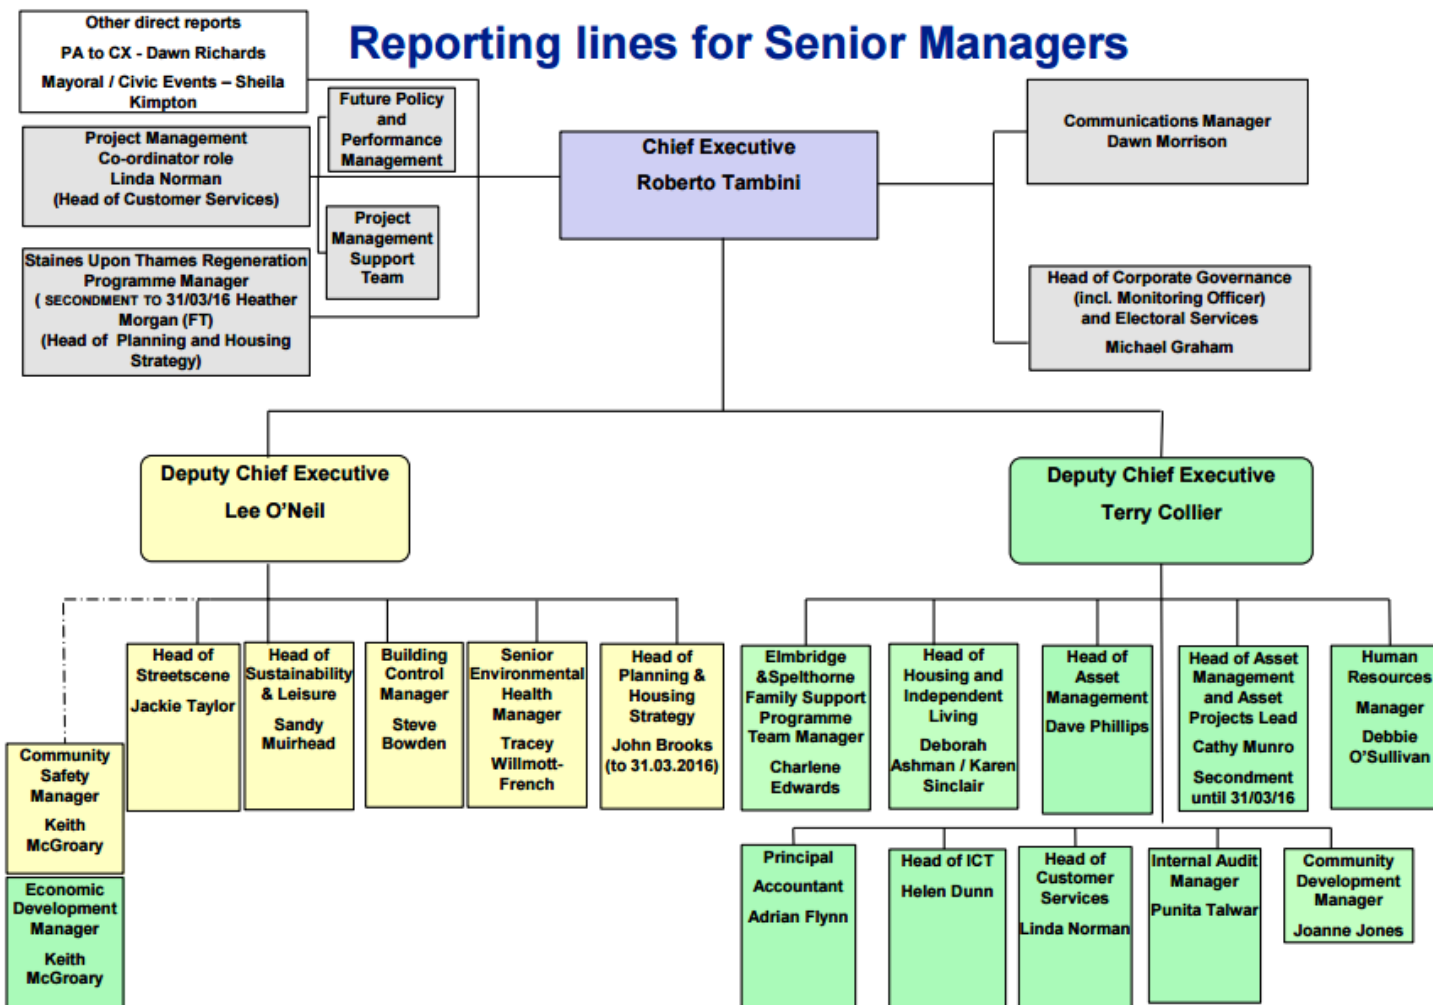 Reporting lines for Senior Managers
Other direct reports
PA to CX - Dawn Richards
Mayoral / Civic Events – Sheila
Kimpton
Project Management
Co-ordinator role
Linda Norman
(Head of Customer Services)
Staines Upon Thames Regeneration
Programme Manager
( SECONDMENT TO 31/03/16 Heather
Morgan (FT)
(Head of Planning and Housing
Strategy)
Future Policy
and
Performance
Management
Project
Management
Support
Team
Chief Executive
Roberto Tambini
Communications Manager
Dawn Morrison
Head of Corporate Governance
(incl. Monitoring Officer)
and Electoral Services
Michael Graham
Deputy Chief Executive
Lee O'Neil
Deputy Chief Executive
Terry Collier
Community
Safety
Manager
Keith
McGroary
Economic
Development
Manager
Keith
McGroary
Head of
Streetscene
Jackie Taylor
Head of
Sustainability
& Leisure
Sandy
Muirhead
Building
Control
Manager
Steve
Bowden
Senior
Environmental
Health
Manager
Tracey
Willmott-
French
Head of
Planning &
Housing
Strategy
John Brooks
(to 31.03.2016)
Elmbridge
&Spelthorne
Family Support
Programme
Team Manager
Charlene
Edwards
Head of
Housing and
Independent
Living
Deborah
Ashman / Karen
Sinclair
Head of
Asset
Management
Dave Phillips
Head of Asset
Management
and Asset
Projects Lead
Cathy Munro
Secondment
until 31/03/16
Human
Resources
Manager
Debbie
O'Sullivan
Principal
Accountant
Adrian Flynn
Head of ICT
Helen Dunn
Head of
Customer
Services
Linda Norman
Internal Audit
Manager
Punita Talwar
Community
Development
Manager
Joanne Jones